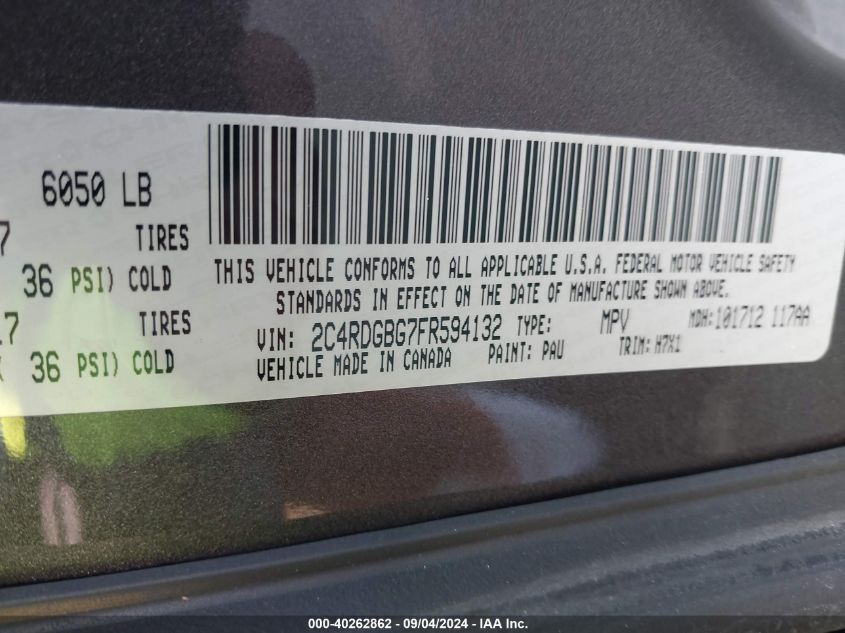 6050 LB
7 TIRES
36 PSI) COLD
17 TIRES
36 PSI) COLD
THIS VEHICLE CONFORMS TO ALL APPLICABLE U.S.A. FEDERAL MOTOR VEHICLE SAFETY
STANDARDS IN EFFECT ON THE DATE OF MANUFACTURE SHOWN ABOVE.
VIN: 2C4RDGBG7FR594132 TYPE: MPV MDH: 101712 117AA
VEHICLE MADE IN CANADA PAINT: PAU TRIM: H7X1
000-40262862 - 09/04/2024 - IAA Inc.